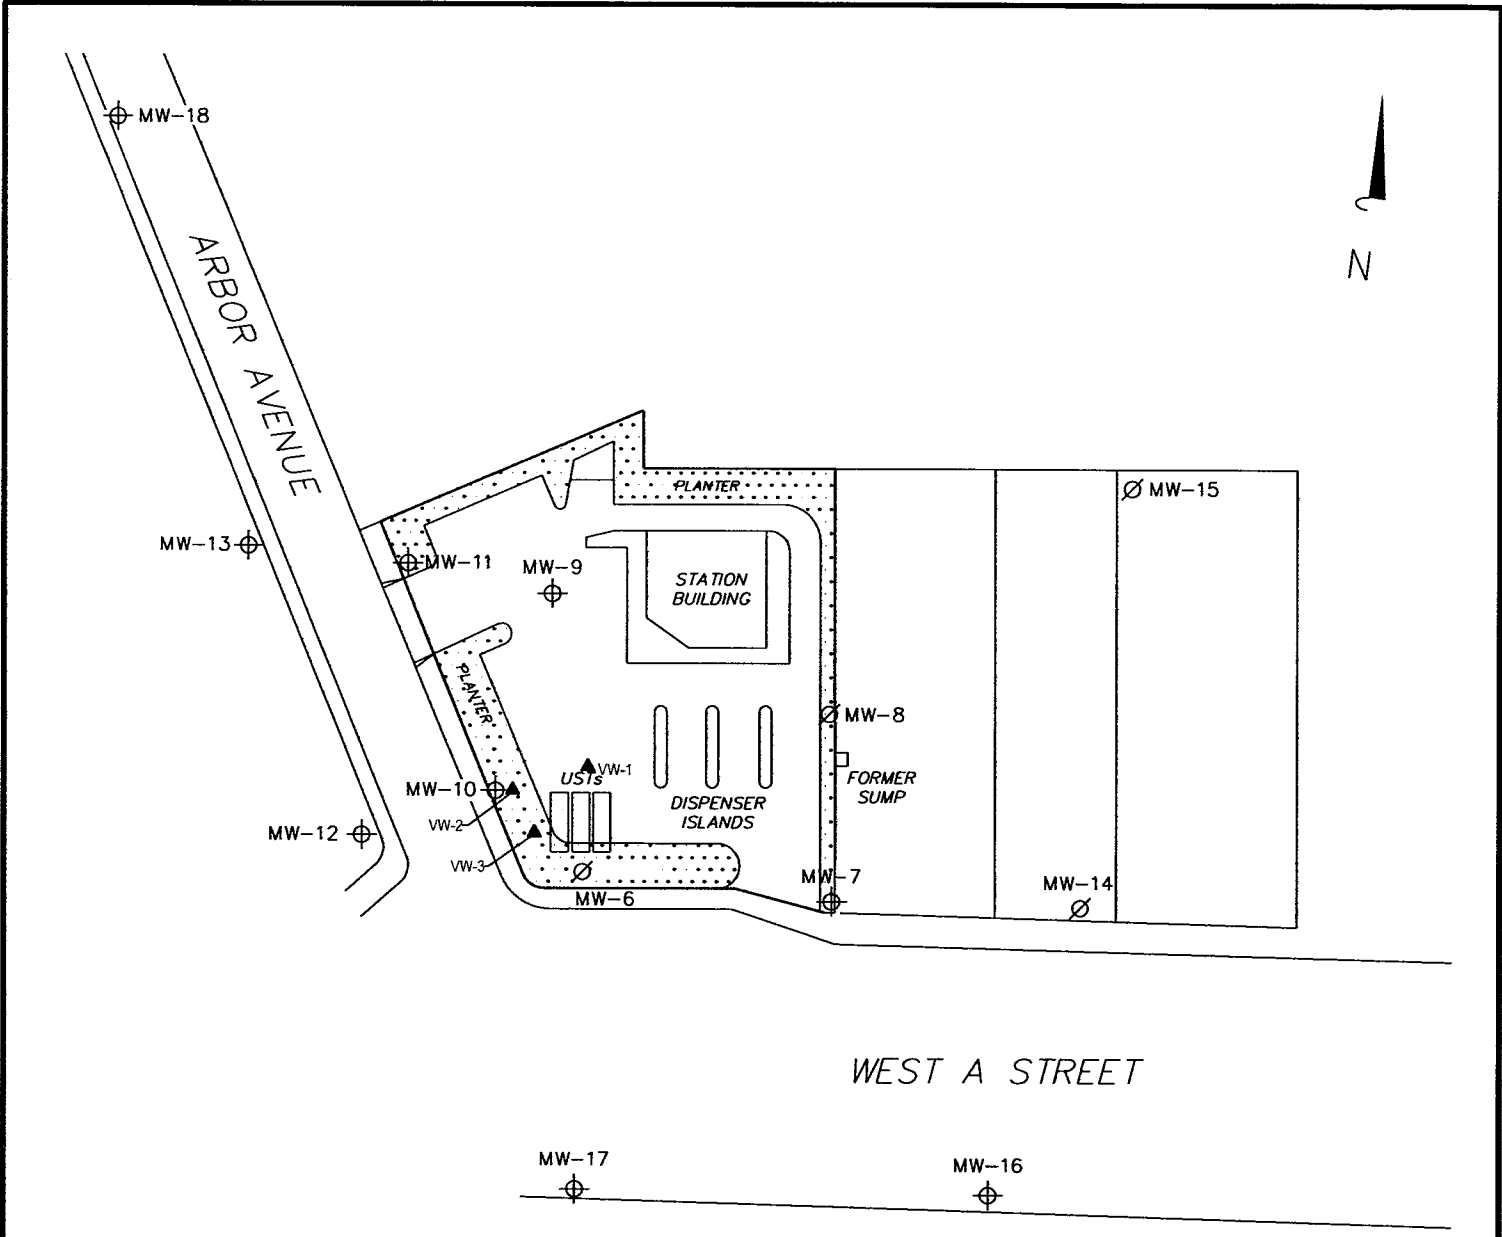 MW-18
N
ARBOR AVENUE
PLANTER
MW-15
MW-13
MW-11
MW-9
STATION
BUILDING
PLANTER
MW-8
VW-1
USTs
FORMER
SUMP
MW-10
DISPENSER
ISLANDS
VW-2
MW-12
VW-3
MW-7
MW-14
MW-6
WEST A STREET
MW-17
MW-16